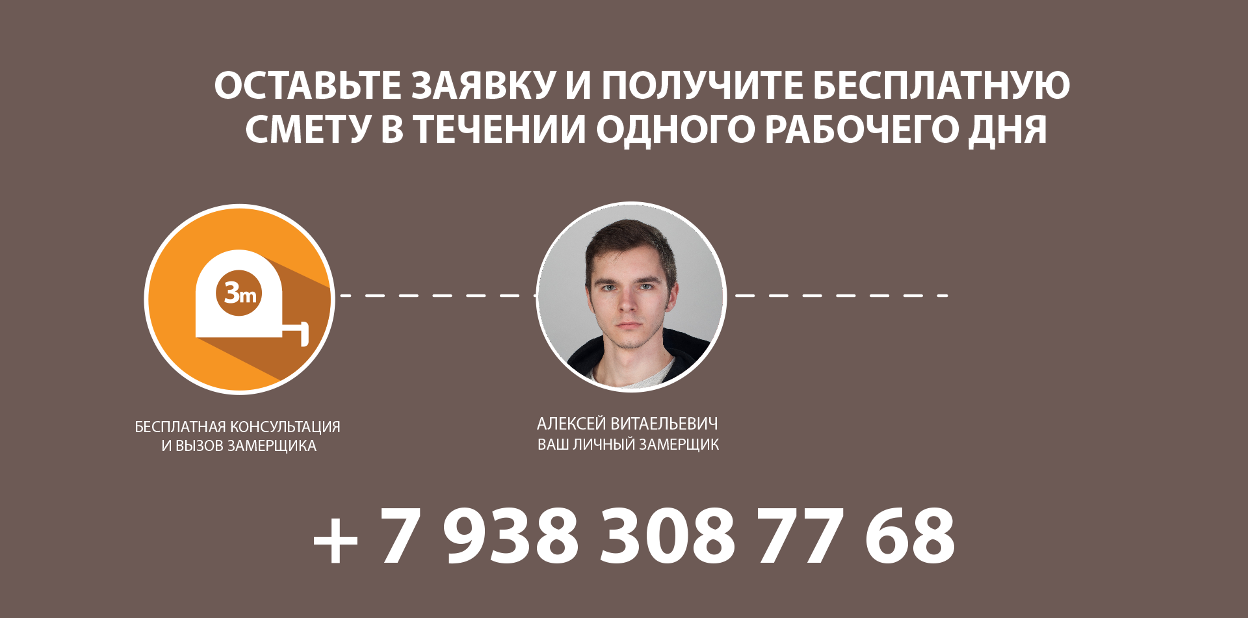 ОСТАВЬТЕ ЗАЯВКУ И ПОЛУЧИТЕ БЕСПЛАТНУЮ
СМЕТУ В ТЕЧЕНИИ ОДНОГО РАБОЧЕГО ДНЯ
3m
БЕСПЛАТНАЯ КОНСУЛЬТАЦИЯ
И ВЫЗОВ ЗАМЕРЩИКА
АЛЕКСЕЙ ВИТАЕЛЬЕВИЧ
ВАШ ЛИЧНЫЙ ЗАМЕРЩИК
+ 7 938 308 77 68